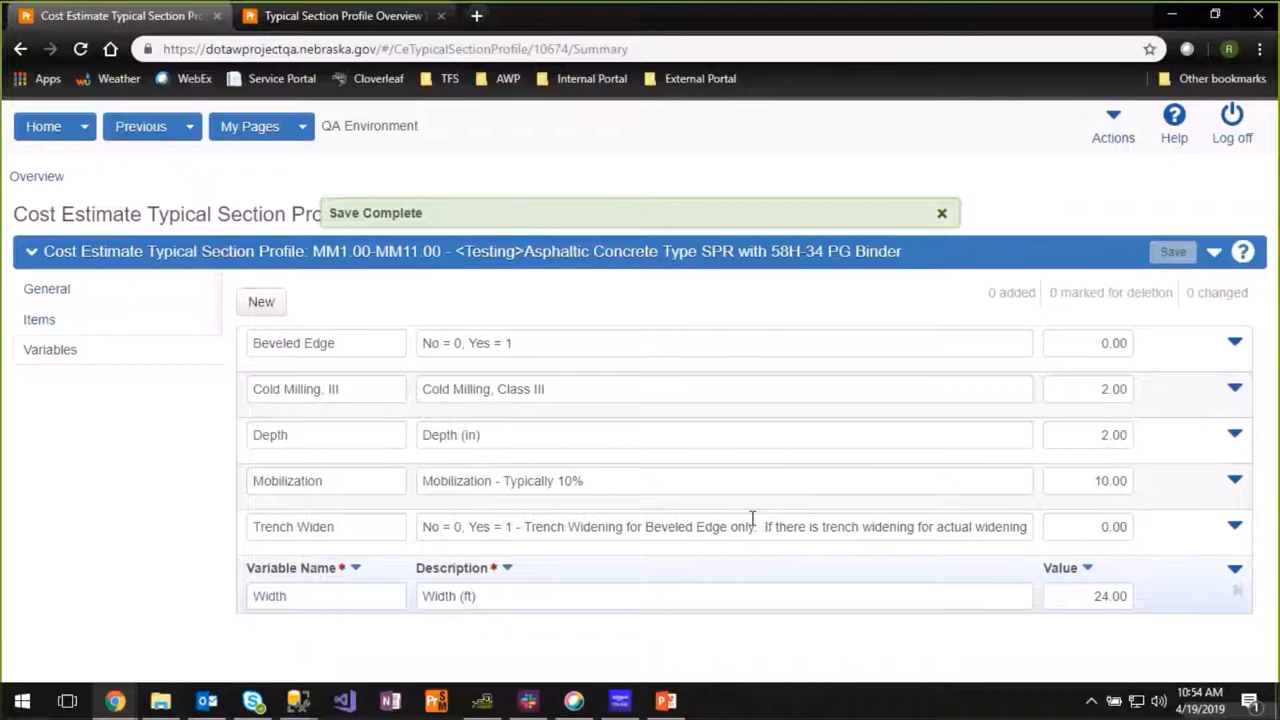 Cost Estimate Typical Section Pro
Typical Section Profile Overview
https://dotawprojectqa.nebraska.gov/#/CeTypicalSectionProfile/10674/Summary
R
Apps Weather WebEx Service Portal Cloverleaf TFS AWP Internal Portal External Portal Other bookmarks
Home Previous My Pages QA Environment
Actions Help Log off
Overview
Cost Estimate Typical Section Pro
Save Complete
Cost Estimate Typical Section Profile: MM1.00-MM11.00 - <Testing>Asphaltic Concrete Type SPR with 58H-34 PG Binder
Save
General
Items
Variables
New
0 added 0 marked for deletion 0 changed
Beveled Edge No = 0, Yes = 1 0.00
Cold Milling, III Cold Milling, Class III 2.00
Depth Depth (in) 2.00
Mobilization Mobilization - Typically 10% 10.00
Trench Widen No = 0, Yes = 1 - Trench Widening for Beveled Edge only. If there is trench widening for actual widening 0.00
Variable Name* Description* Value
Width Width (ft) 24.00
10:54 AM
4/19/2019